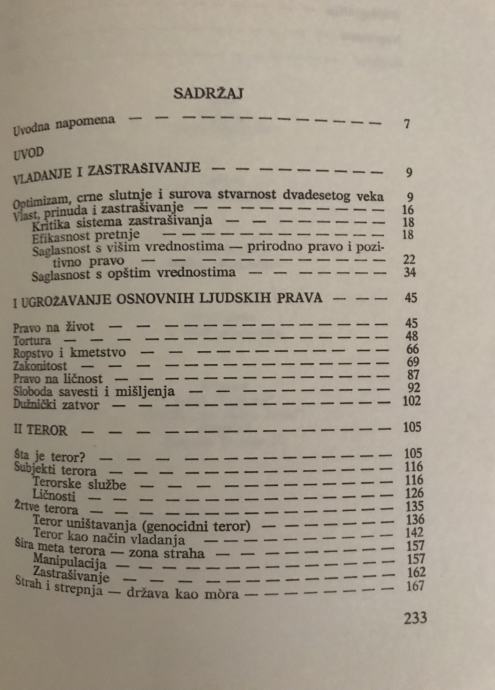 SADRŽAJ
Uvodna napomena — — — — — — — — — — — 7
UVOD
VLADANJE I ZASTRAŠIVANJE — — — — — — — — 9
Optimizam, crne slutnje i surova stvarnost dvadesetog veka 9
Vlast, prinuda i zastrašivanje — — — — — — — — — 16
Kritika sistema zastrašivanja — — — — — — — — 18
Efikasnost pretnje — — — — — — — — — — 18
Saglasnost s višim vrednostima — prirodno pravo i pozi-
tivno pravo — — — — — — — — — — — 22
Saglasnost s opštim vrednostima — — — — — — — 34
I UGROŽAVANJE OSNOVNIH LJUDSKIH PRAVA — — — 45
Pravo na život — — — — — — — — — — — — 45
Tortura — — — — — — — — — — — — — 48
Ropstvo i kmetstvo — — — — — — — — — — — 66
Zakonitost — — — — — — — — — — — — — 69
Pravo na ličnost — — — — — — — — — — — — 87
Sloboda savesti i mišljenja — — — — — — — — — 92
Dužnički zatvor — — — — — — — — — — — — 102
II TEROR — — — — — — — — — — — — — 105
Šta je teror? — — — — — — — — — — — — 105
Subjekti terora — — — — — — — — — — — — 116
Terorske službe — — — — — — — — — — — 116
Ličnosti — — — — — — — — — — — — — 126
Žrtve terora — — — — — — — — — — — — — 135
Teror uništavanja (genocidni teror) — — — — — — 136
Teror kao način vladanja — — — — — — — — — 142
Šira meta terora — zona straha — — — — — — — — 157
Manipulacija — — — — — — — — — — — — 157
Zastrašivanje — — — — — — — — — — — — 162
Strah i strepnja — država kao mòra — — — — — — — 167
233